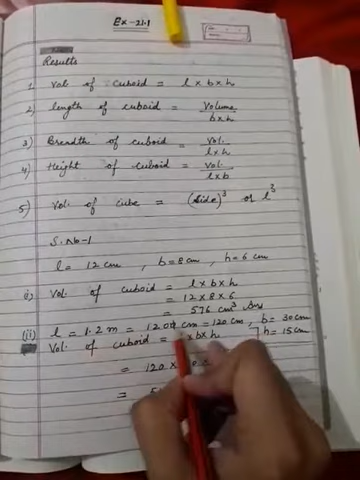 Ex-21.1
Results
1. Vol of cuboid = l x b x h
2) length of cuboid = Volume / b x h
3) Breadth of cuboid = Vol. / l x h
4) Height of cuboid = Vol. / l x b
5) Vol. of cube = (Side)³ or l³
S.No-1
l = 12 cm , b = 8 cm , h = 6 cm
(i) Vol of cuboid = l x b x h
= 12 x 8 x 6
= 576 cm³ Ans
(ii) l = 1.2 m = cm = 120 cm, b = 30 cm
h = 15 cm
Vol. of cuboid = x b x h
= 120 x
=